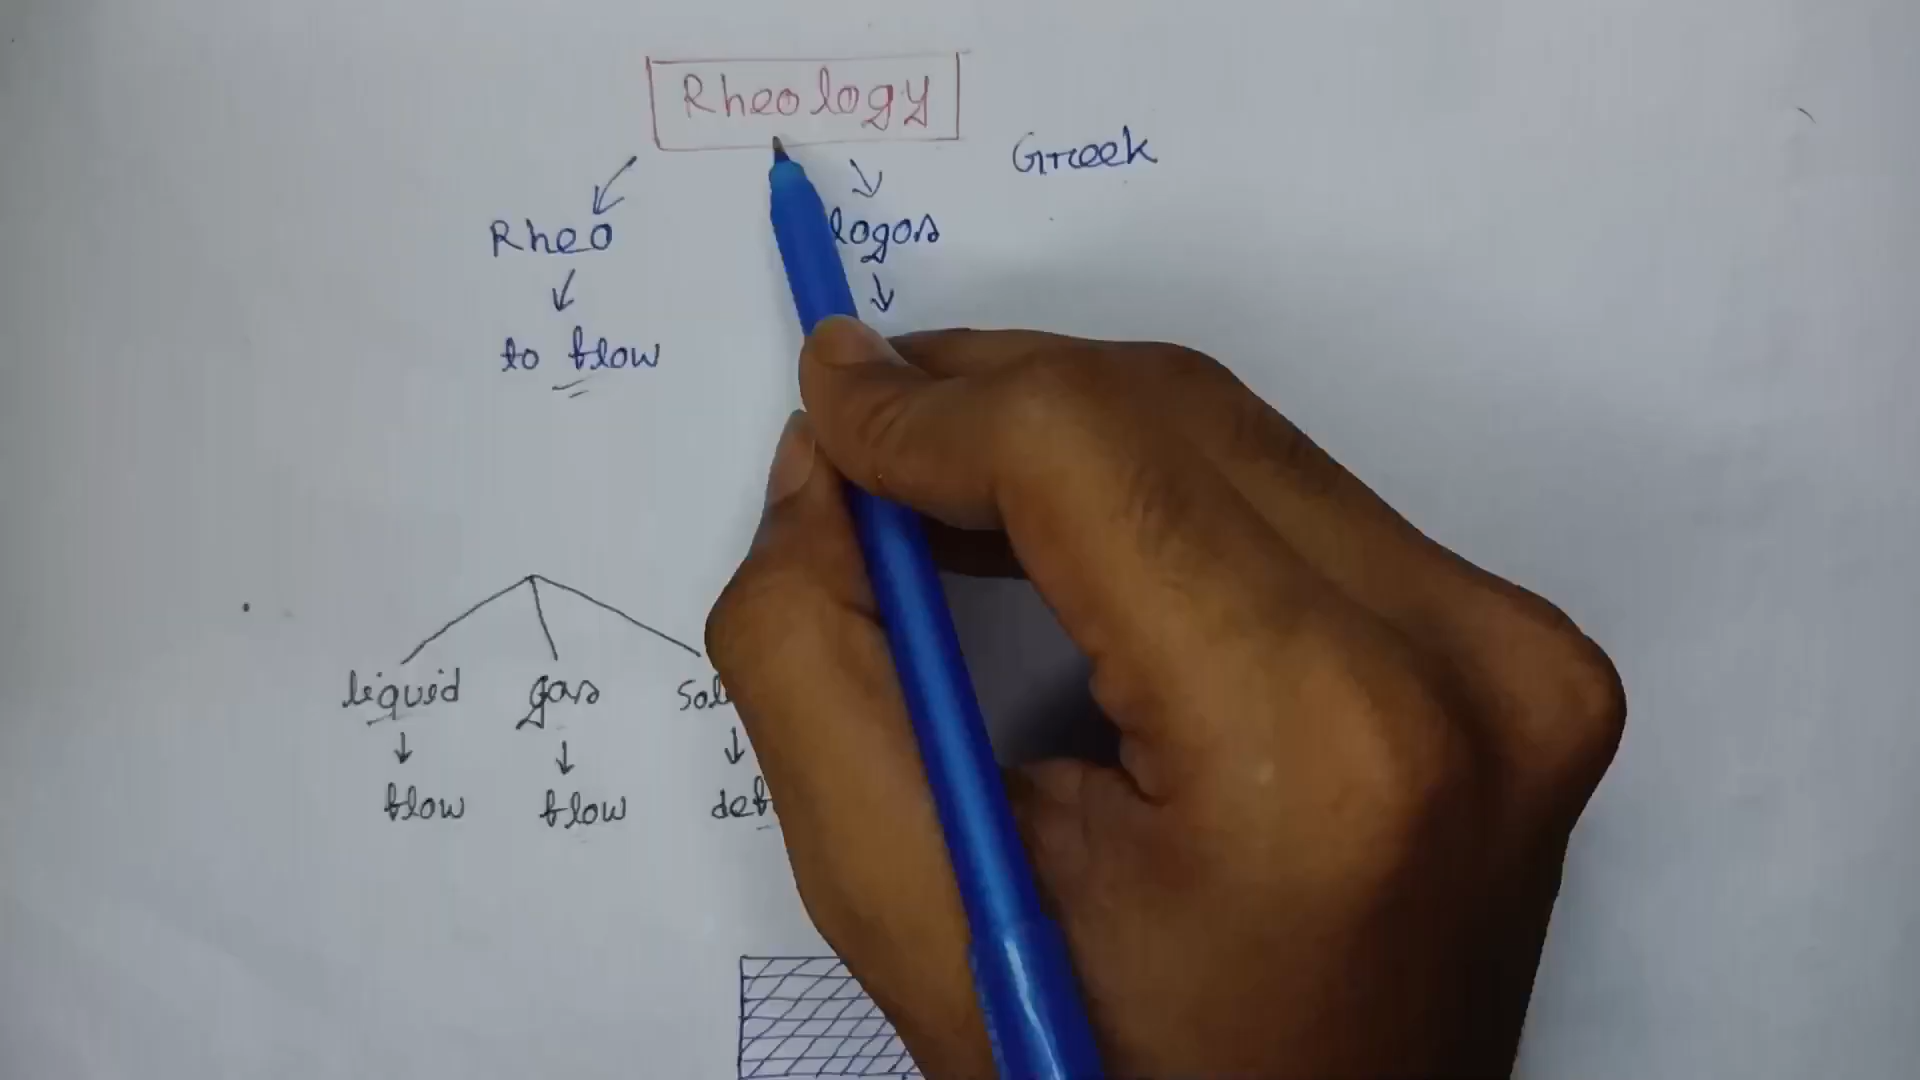 Rheology
Greek
Rheo logos
to flow
liquid gas
flow flow